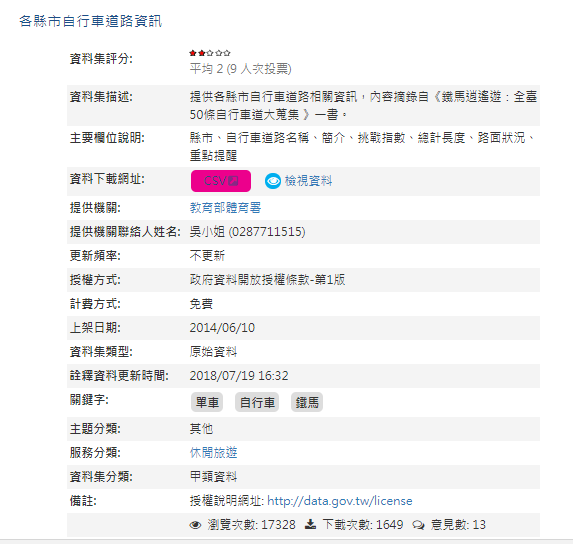 各縣市自行車道路資訊
資料集評分:
平均 2 (9 人次投票)
資料集描述: 提供各縣市自行車道路相關資訊，內容摘錄自《鐵馬逍遙遊：全臺
50條自行車道大蒐集 》一書。
主要欄位說明: 縣市、自行車道路名稱、簡介、挑戰指數、總計長度、路面狀況、
重點提醒
資料下載網址: CSV檔 檢視資料
提供機關: 教育部體育署
提供機關聯絡人姓名: 吳小姐 (0287711515)
更新頻率: 不更新
授權方式: 政府資料開放授權條款-第1版
計費方式: 免費
上架日期: 2014/06/10
資料集類型: 原始資料
詮釋資料更新時間: 2018/07/19 16:32
關鍵字: 單車 自行車 鐵馬
主題分類: 其他
服務分類: 休閒旅遊
資料集分類: 甲類資料
備註: 授權說明網址: http://data.gov.tw/license
瀏覽次數: 17328 下載次數: 1649 意見數: 13